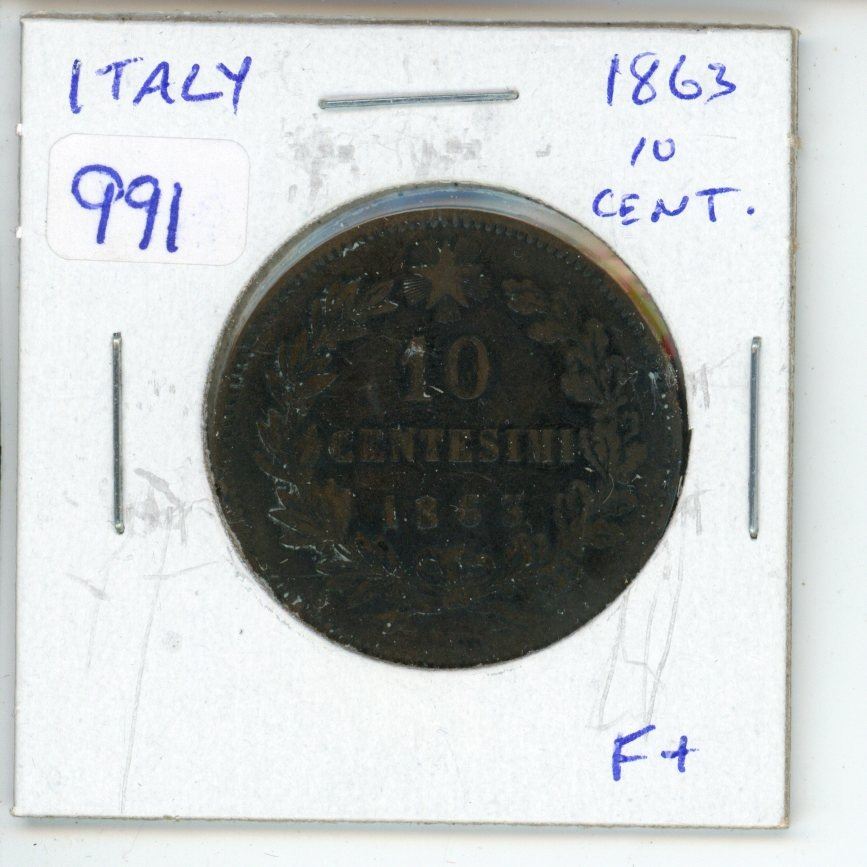 ITALY
1863
10
CENT.
991
10
CENTESIMI
1863
F+